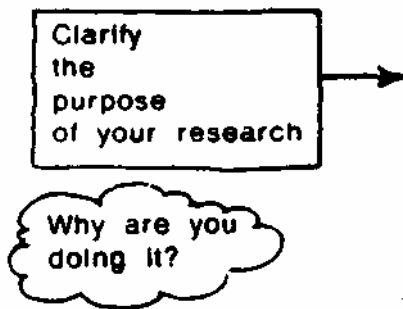 Clarify
the
purpose
of your research
Why are you
doing it?